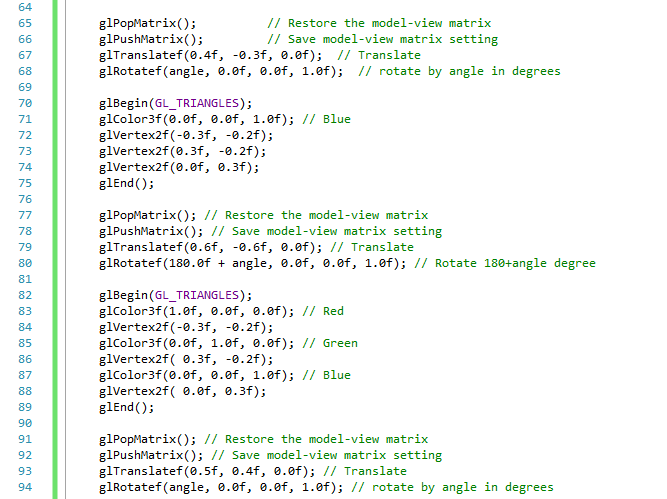 64
65 glPopMatrix();          // Restore the model-view matrix
66 glPushMatrix();         // Save model-view matrix setting
67 glTranslatef(0.4f, -0.3f, 0.0f);  // Translate
68 glRotatef(angle, 0.0f, 0.0f, 1.0f);  // rotate by angle in degrees
69
70 glBegin(GL_TRIANGLES);
71 glColor3f(0.0f, 0.0f, 1.0f); // Blue
72 glVertex2f(-0.3f, -0.2f);
73 glVertex2f(0.3f, -0.2f);
74 glVertex2f(0.0f, 0.3f);
75 glEnd();
76
77 glPopMatrix(); // Restore the model-view matrix
78 glPushMatrix(); // Save model-view matrix setting
79 glTranslatef(0.6f, -0.6f, 0.0f); // Translate
80 glRotatef(180.0f + angle, 0.0f, 0.0f, 1.0f); // Rotate 180+angle degree
81
82 glBegin(GL_TRIANGLES);
83 glColor3f(1.0f, 0.0f, 0.0f); // Red
84 glVertex2f(-0.3f, -0.2f);
85 glColor3f(0.0f, 1.0f, 0.0f); // Green
86 glVertex2f( 0.3f, -0.2f);
87 glColor3f(0.0f, 0.0f, 1.0f); // Blue
88 glVertex2f( 0.0f, 0.3f);
89 glEnd();
90
91 glPopMatrix(); // Restore the model-view matrix
92 glPushMatrix(); // Save model-view matrix setting
93 glTranslatef(0.5f, 0.4f, 0.0f); // Translate
94 glRotatef(angle, 0.0f, 0.0f, 1.0f); // rotate by angle in degrees